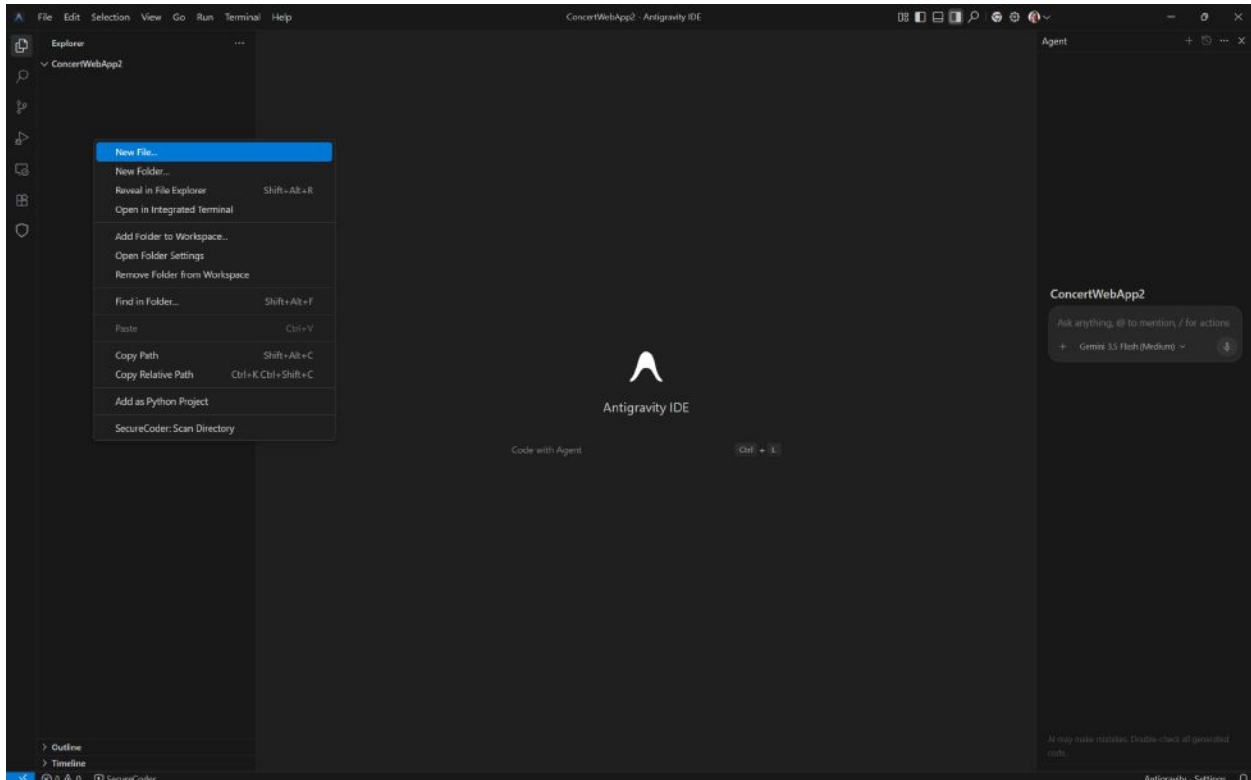 File Edit Selection View Go Run Terminal Help
ConcertWebApp2 - Antigravity IDE
Explorer
ConcertWebApp2
New File...
New Folder...
Reveal in File Explorer Shift+Alt+R
Open in Integrated Terminal
Add Folder to Workspace...
Open Folder Settings
Remove Folder from Workspace
Find in Folder... Shift+Alt+F
Paste Ctrl+V
Copy Path Shift+Alt+C
Copy Relative Path Ctrl+K Ctrl+Shift+C
Add as Python Project
SecureCoder: Scan Directory
Antigravity IDE
Code with Agent Ctrl + L
Agent
ConcertWebApp2
Ask anything, @ to mention, / for actions
Gemini 3.5 Flash (Medium)
AI may make mistakes. Double-check all generated
code.
Outline
Timeline
0 0 SecureCoder
Antigravity - Settings